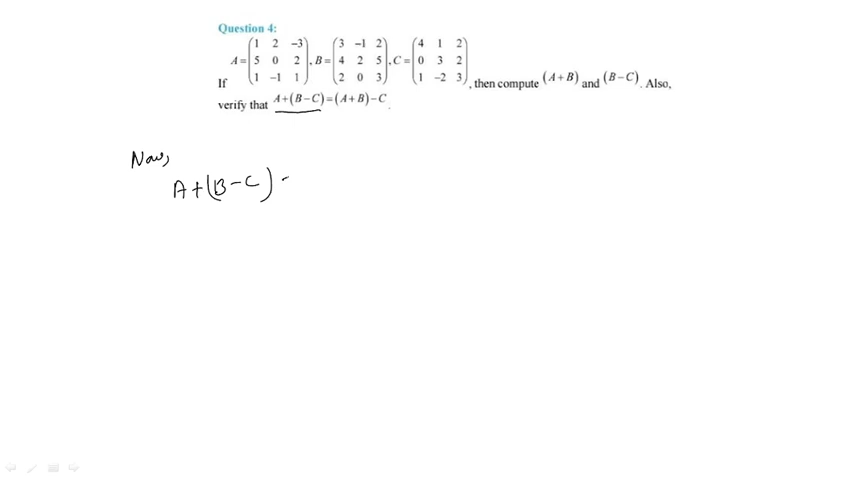 Question 4:
If A = (1 2 −3 / 5 0 2 / 1 −1 1), B = (3 −1 2 / 4 2 5 / 2 0 3), C = (4 1 2 / 0 3 2 / 1 −2 3), then compute (A+B) and (B−C). Also,
verify that A+(B−C)=(A+B)−C.
Now,
A+(B−C) -